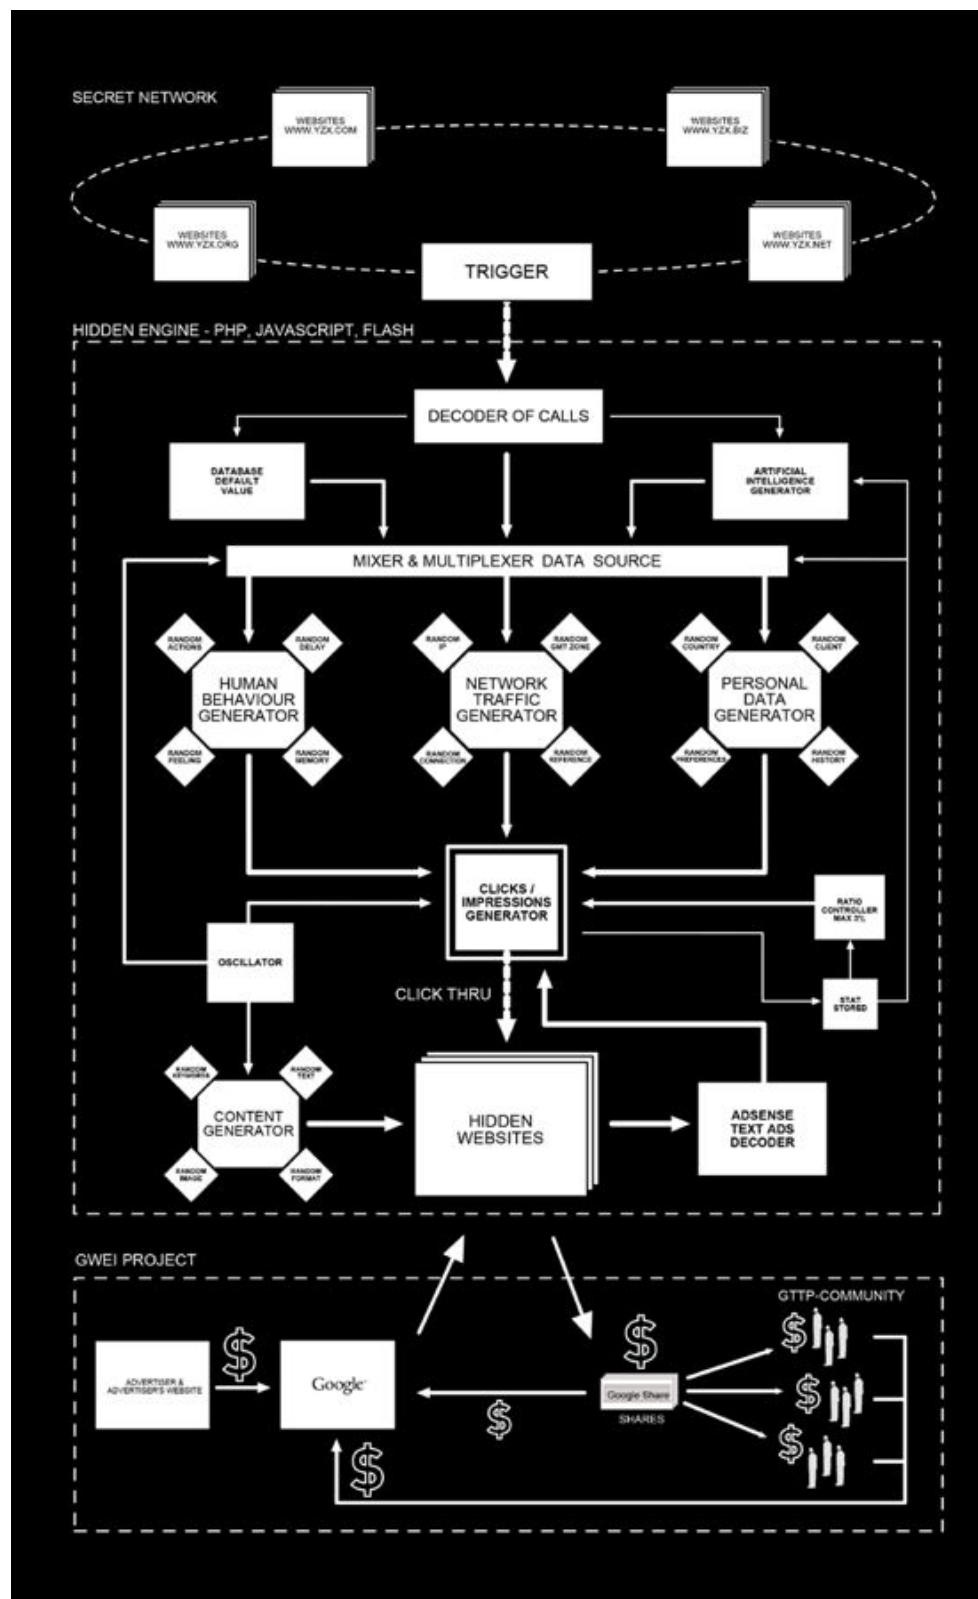 SECRET NETWORK
WEBSITES
WWW.YZX.COM
WEBSITES
WWW.YZX.BIZ
WEBSITES
WWW.YZX.ORG
WEBSITES
WWW.YZX.NET
TRIGGER
HIDDEN ENGINE - PHP, JAVASCRIPT, FLASH
DECODER OF CALLS
DATABASE
DEFAULT
VALUE
ARTIFICIAL
INTELLIGENCE
GENERATOR
MIXER & MULTIPLEXER DATA SOURCE
RANDOM
ACTIONS
RANDOM
DELAY
HUMAN
BEHAVIOUR
GENERATOR
RANDOM
FEELING
RANDOM
MEMORY
RANDOM
IP
RANDOM
GMT ZONE
NETWORK
TRAFFIC
GENERATOR
RANDOM
CONNECTION
RANDOM
REFERENCE
RANDOM
COUNTRY
RANDOM
CLIENT
PERSONAL
DATA
GENERATOR
RANDOM
PREFERENCES
RANDOM
HISTORY
CLICKS /
IMPRESSIONS
GENERATOR
RATIO
CONTROLLER
MAX 3%
OSCILLATOR
STAT
STORED
CLICK THRU
RANDOM
KEYWORDS
RANDOM
TEXT
CONTENT
GENERATOR
RANDOM
IMAGE
RANDOM
FORMAT
HIDDEN
WEBSITES
ADSENSE
TEXT ADS
DECODER
GWEI PROJECT
GTTP-COMMUNITY
ADVERTISER &
ADVERTISER'S WEBSITE
$
Google
$
$
Google Share
SHARES
$
$
$
$